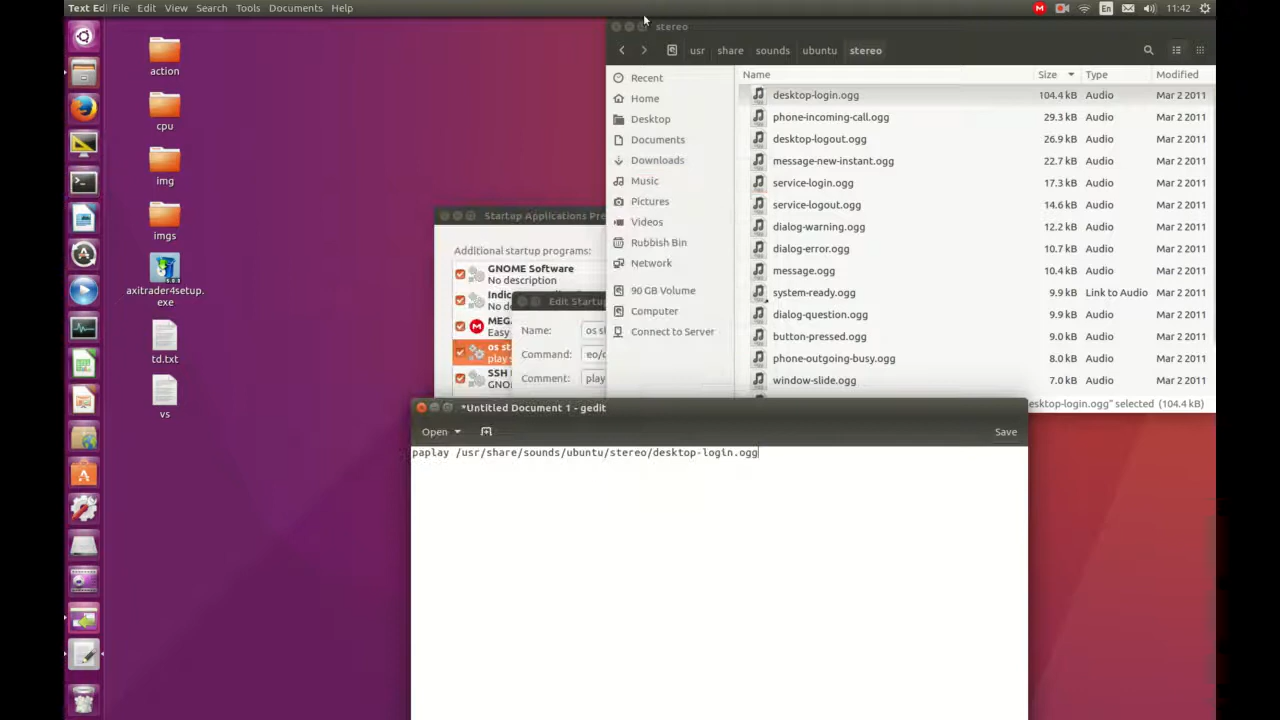 Text Edi File Edit View Search Tools Documents Help
En 11:42
action
cpu
img
imgs
axitrader4setup.
exe
td.txt
vs
stereo
usr share sounds ubuntu stereo
Recent
Home
Desktop
Documents
Downloads
Music
Pictures
Videos
Rubbish Bin
Network
90 GB Volume
Computer
Connect to Server
Name Size Type Modified
desktop-login.ogg 104.4 kB Audio Mar 2 2011
phone-incoming-call.ogg 29.3 kB Audio Mar 2 2011
desktop-logout.ogg 26.9 kB Audio Mar 2 2011
message-new-instant.ogg 22.7 kB Audio Mar 2 2011
service-login.ogg 17.3 kB Audio Mar 2 2011
service-logout.ogg 14.6 kB Audio Mar 2 2011
dialog-warning.ogg 12.2 kB Audio Mar 2 2011
dialog-error.ogg 10.7 kB Audio Mar 2 2011
message.ogg 10.4 kB Audio Mar 2 2011
system-ready.ogg 9.9 kB Link to Audio Mar 2 2011
dialog-question.ogg 9.9 kB Audio Mar 2 2011
button-pressed.ogg 9.0 kB Audio Mar 2 2011
phone-outgoing-busy.ogg 8.0 kB Audio Mar 2 2011
window-slide.ogg 7.0 kB Audio Mar 2 2011
esktop-login.ogg" selected (104.4 kB)
Startup Applications Pre
Additional startup programs:
GNOME Software
No description
Indic
No de
MEGA
Easy
os st
play s
SSH
GNOME
Edit Startu
Name: os st
Command: eo/d
Comment: play
*Untitled Document 1 - gedit
Open Save
paplay /usr/share/sounds/ubuntu/stereo/desktop-login.ogg